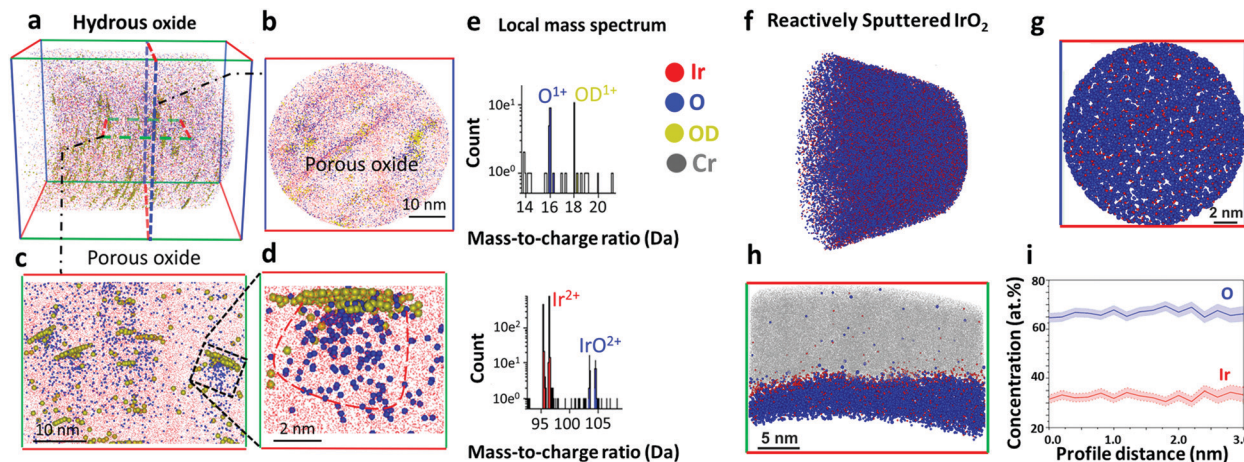 a
Hydrous oxide
b
Porous oxide
10 nm
c
Porous oxide
10 nm
d
2 nm
e
Local mass spectrum
O1+
OD1+
10e1
10e0
Count
14 16 18 20
Mass-to-charge ratio (Da)
Ir2+
IrO2+
10e2
10e1
10e0
Count
95 100 105
Mass-to-charge ratio (Da)
Ir
O
OD
Cr
f
Reactively Sputtered IrO2
g
2 nm
h
5 nm
i
Concentration (at.%)
80
60
40
20
O
Ir
0.0 1.0 2.0 3.0
Profile distance (nm)